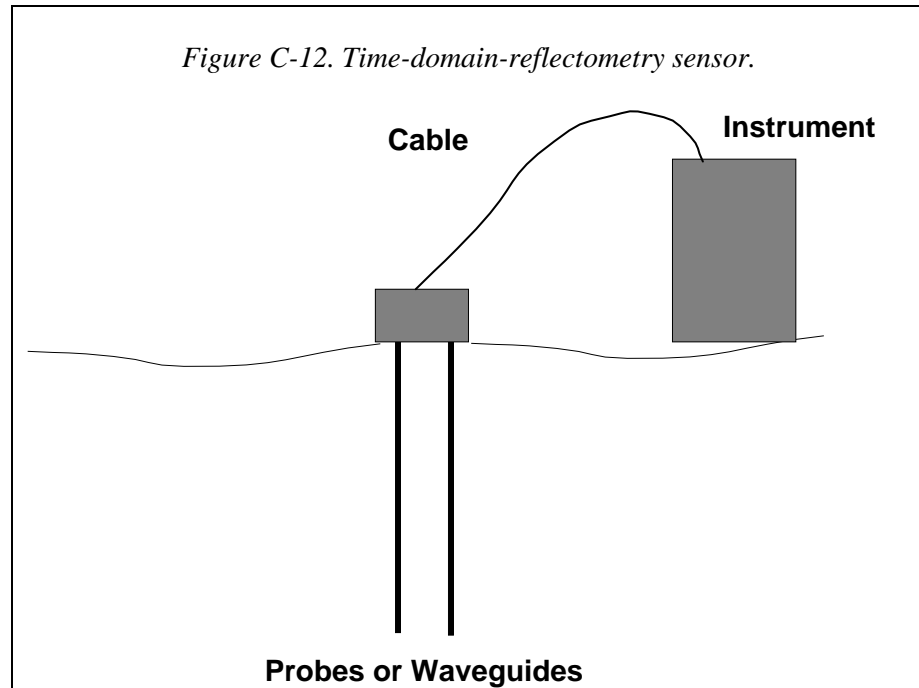 Figure C-12. Time-domain-reflectometry sensor.
Instrument
Cable
Probes or Waveguides